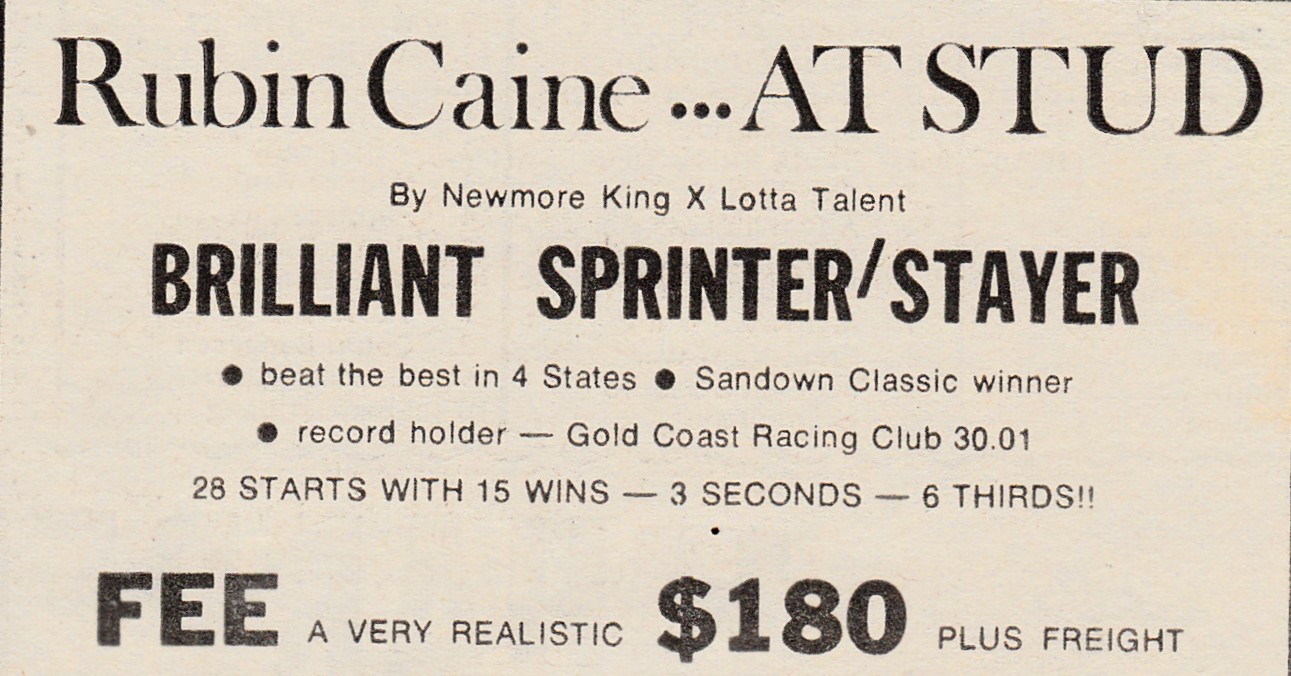 Rubin Caine ... AT STUD
By Newmore King X Lotta Talent
BRILLIANT SPRINTER/STAYER
● beat the best in 4 States ● Sandown Classic winner
● record holder — Gold Coast Racing Club 30.01
28 STARTS WITH 15 WINS — 3 SECONDS — 6 THIRDS!!
FEE A VERY REALISTIC $180 PLUS FREIGHT